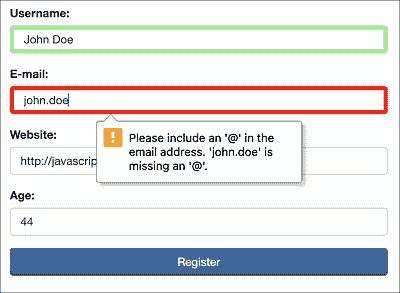 Username:
John Doe
E-mail:
john.doe
Website:
Please include an '@' in the
email address. 'john.doe' is
missing an '@'.
http://javascrip
Age:
44
Register